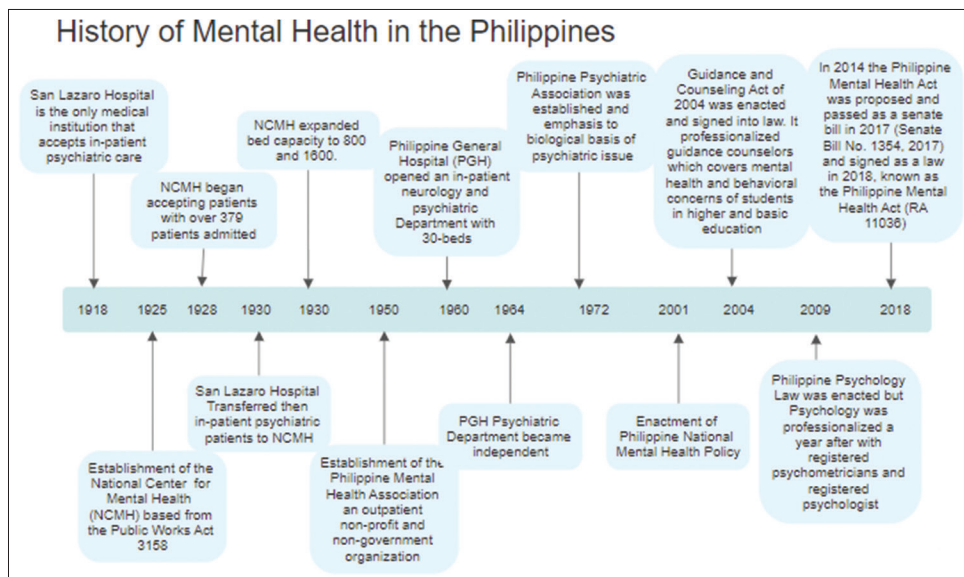 History of Mental Health in the Philippines
San Lazaro Hospital
is the only medical
institution that
accepts in-patient
psychiatric care
NCMH began
accepting patients
with over 379
patients admitted
NCMH expanded
bed capacity to 800
and 1600.
Philippine General
Hospital (PGH)
opened an in-patient
neurology and
psychiatric
Department with
30-beds
Philippine Psychiatric
Association was
established and
emphasis to
biological basis of
psychiatric issue
Guidance and
Counseling Act of
2004 was enacted
and signed into law. It
professionalized
guidance counselors
which covers mental
health and behavioral
concerns of students
in higher and basic
education
In 2014 the Philippine
Mental Health Act
was proposed and
passed as a senate
bill in 2017 (Senate
Bill No. 1354, 2017)
and signed as a law
in 2018, known as
the Philippine Mental
Health Act (RA
11036)
1918 1925 1928 1930 1930 1950 1960 1964 1972 2001 2004 2009 2018
Establishment of the
National Center for
Mental Health
(NCMH) based from
the Public Works Act
3158
San Lazaro Hospital
Transferred then
in-patient psychiatric
patients to NCMH
Establishment of the
Philippine Mental
Health Association
an outpatient
non-profit and
non-government
organization
PGH Psychiatric
Department became
independent
Enactment of
Philippine National
Mental Health Policy
Philippine Psychology
Law was enacted but
Psychology was
professionalized a
year after with
registered
psychometricians and
registered
psychologist